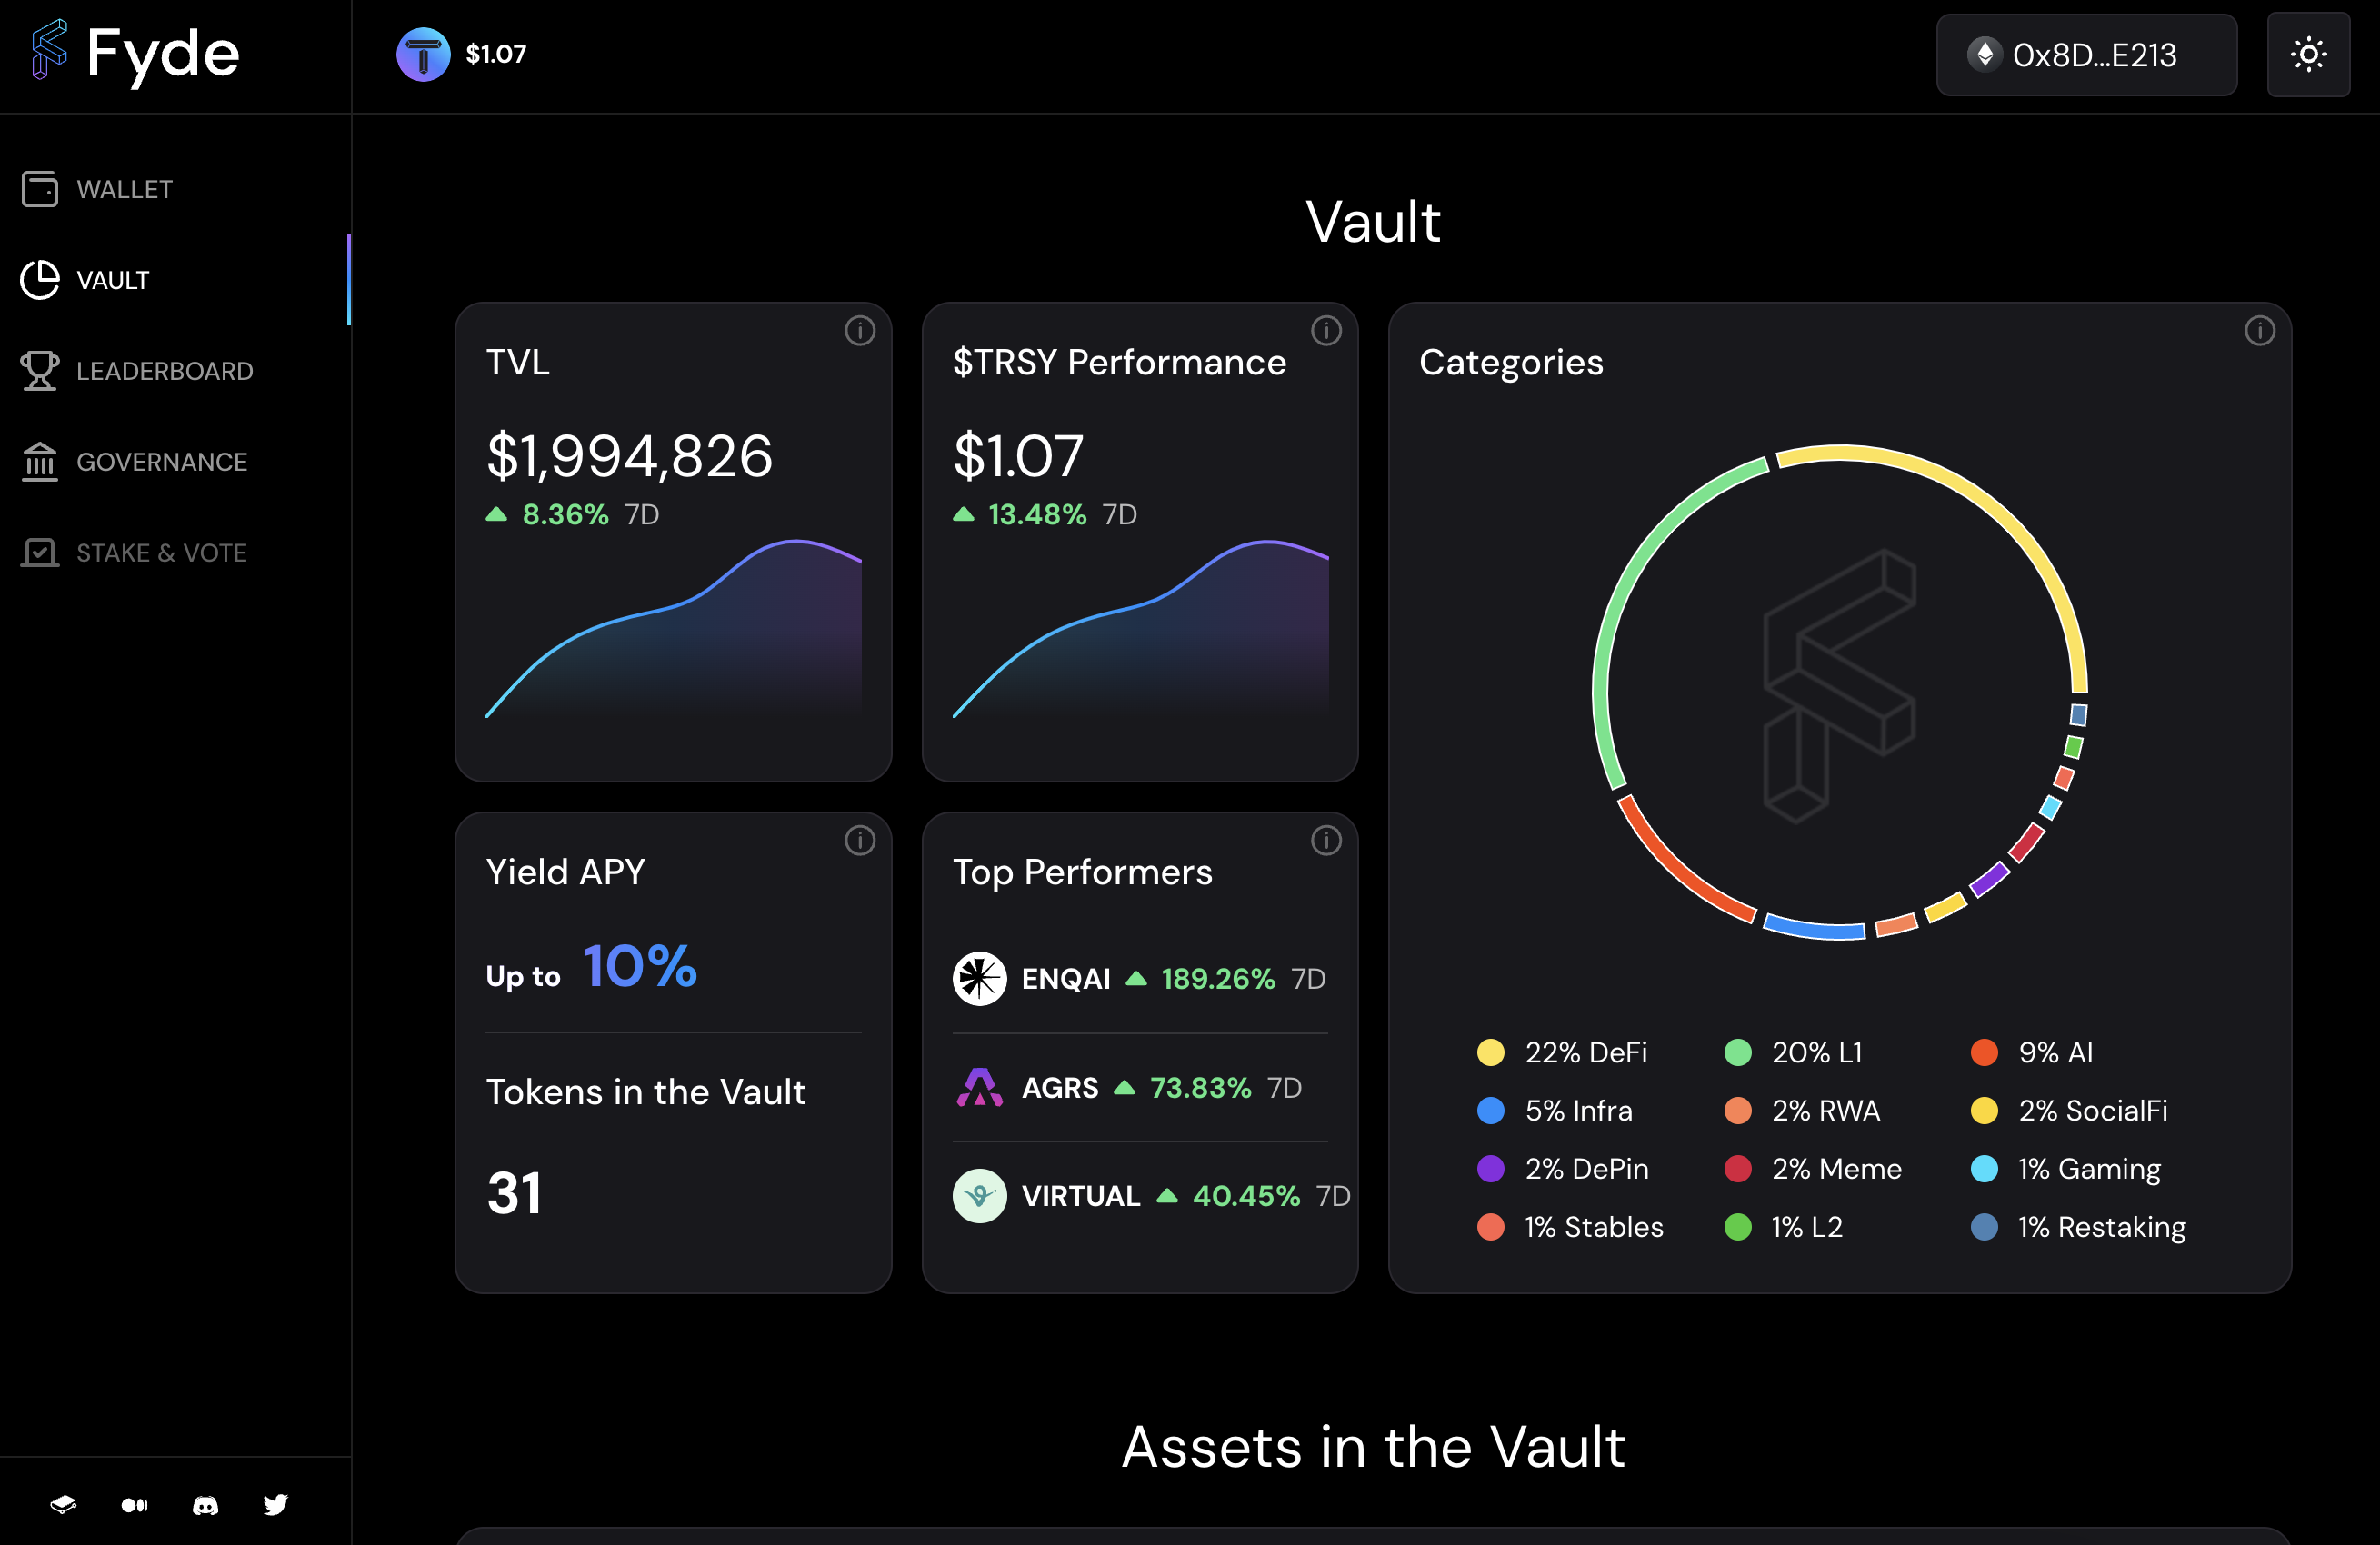 Fyde
$1.07
0x8D...E213
WALLET
VAULT
LEADERBOARD
GOVERNANCE
STAKE & VOTE
Vault
TVL
$1,994,826
8.36% 7D
$TRSY Performance
$1.07
13.48% 7D
Yield APY
Up to 10%
Tokens in the Vault
31
Top Performers
ENQAI 189.26% 7D
AGRS 73.83% 7D
VIRTUAL 40.45% 7D
Categories
22% DeFi 20% L1 9% AI
5% Infra 2% RWA 2% SocialFi
2% DePin 2% Meme 1% Gaming
1% Stables 1% L2 1% Restaking
Assets in the Vault